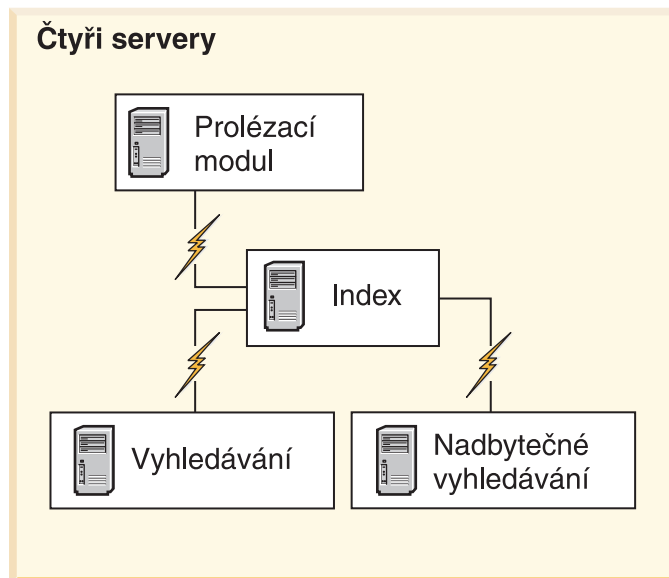 Čtyři servery
Prolézací
modul
Index
Vyhledávání
Nadbytečné
vyhledávání